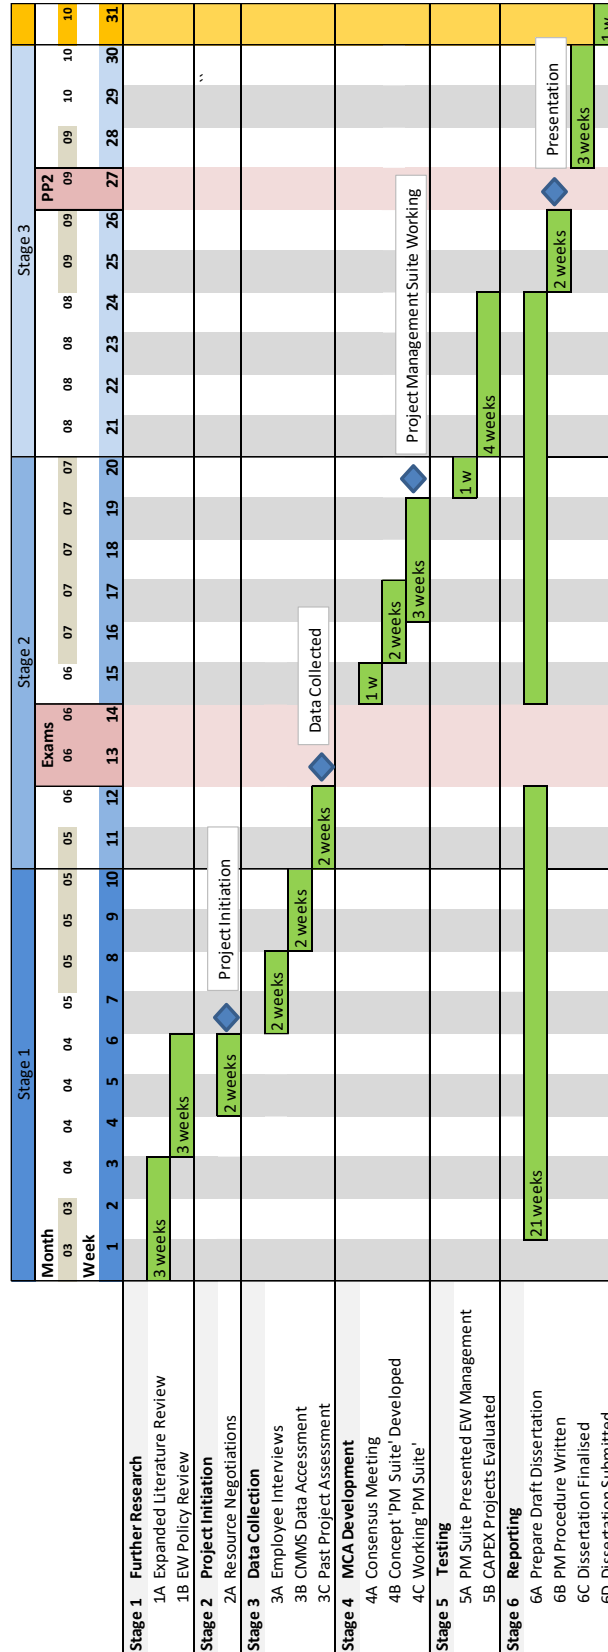 Stage 1 Stage 2 Stage 3
Month Exams PP2
03 03 04 04 04 04 05 05 05 05 05 06 06 06 06 07 07 07 07 07 08 08 08 08 09 09 09 09 10 10 10
Week
1 2 3 4 5 6 7 8 9 10 11 12 13 14 15 16 17 18 19 20 21 22 23 24 25 26 27 28 29 30 31
Stage 1 Further Research
1A Expanded Literature Review 3 weeks
1B EW Policy Review 3 weeks
Stage 2 Project Initiation
2A Resource Negotiations 2 weeks Project Initiation
Stage 3 Data Collection
3A Employee Interviews 2 weeks
3B CMMS Data Accessment 2 weeks
3C Past Project Assessment 2 weeks Data Collected
Stage 4 MCA Development
4A Consensus Meeting 1 w
4B Concept 'PM Suite' Developed 2 weeks
4C Working 'PM Suite' 3 weeks Project Management Suite Working
Stage 5 Testing
5A PM Suite Presented EW Management 1 w
5B CAPEX Projects Evaluated 4 weeks
Stage 6 Reporting
6A Prepare Draft Dissertation 21 weeks
6B PM Procedure Written 2 weeks Presentation
6C Dissertation Finalised 3 weeks
6D Dissertation Submitted 1 w